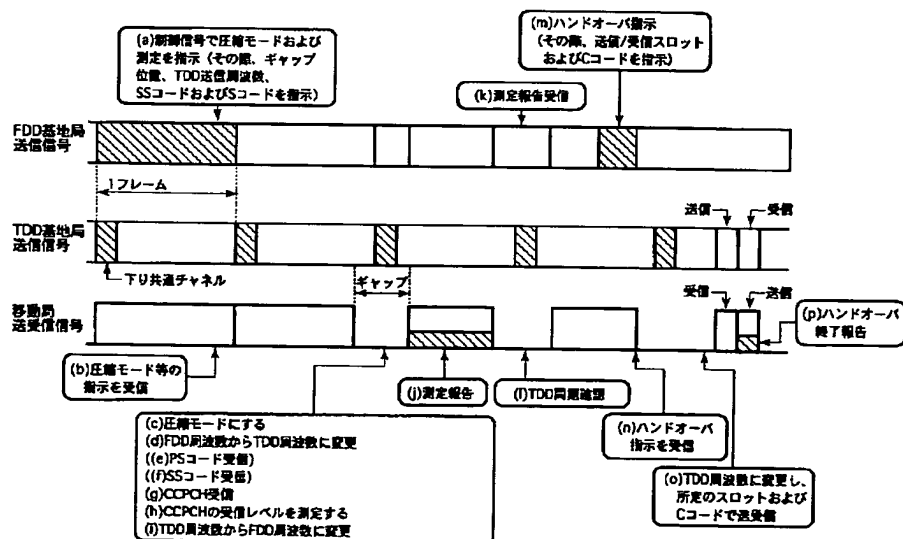 (a)制御信号で圧縮モードおよび
測定を指示(その際、ギャップ
位置、TDD送信周波数、
SSコードおよびSコードを指示)
(m)ハンドオーバ指示
(その際、送信/受信スロット
およびCコードを指示)
(k)測定報告受信
FDD基地局
送信信号
1フレーム
TDD基地局
送信信号
送信
受信
下り共通チャネル
ギャップ
移動局
送受信信号
受信
送信
(p)ハンドオーバ
終了報告
(b)圧縮モード等の
指示を受信
(j)測定報告
(l)TDD同期確認
(n)ハンドオーバ
指示を受信
(c)圧縮モードにする
(d)FDD周波数からTDD周波数に変更
((e)PSコード受信)
((f)SSコード受信)
(g)CCPCH受信
(h)CCPCHの受信レベルを測定する
(i)TDD周波数からFDD周波数に変更
(o)TDD周波数に変更し、
所定のスロットおよび
Cコードで送受信